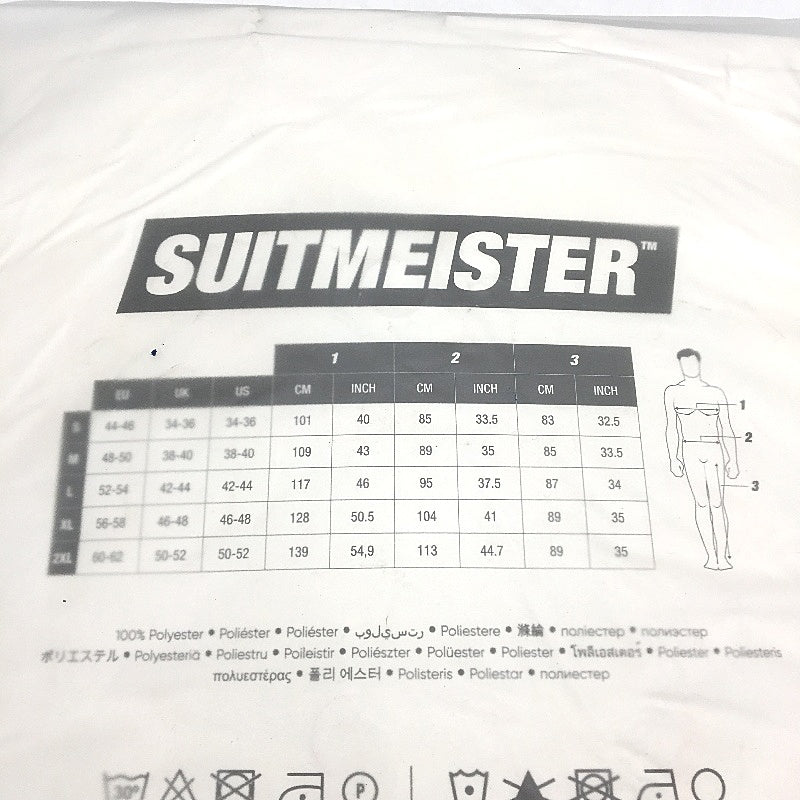 SUITMEISTER™
1 2 3
EU UK US CM INCH CM INCH CM INCH
S 44-46 34-36 34-36 101 40 85 33.5 83 32.5
M 48-50 38-40 38-40 109 43 89 35 85 33.5
L 52-54 42-44 42-44 117 46 95 37.5 87 34
XL 56-58 46-48 46-48 128 50.5 104 41 89 35
2XL 60-62 50-52 50-52 139 54,9 113 44.7 89 35
1
2
3
100% Polyester • Poliéster • Poliéster • بوليستر • Poliestere • 滌綸 • поліестер • полиэстер
ポリエステル • Polyesteria • Poliestru • Poileistir • Poliészter • Polüester • Poliester • โพลีเอสเตอร์ • Poliester • Poliesteris
πολυεστέρας • 폴리 에스터 • Polisteris • Poliestar • полиестер
30° P